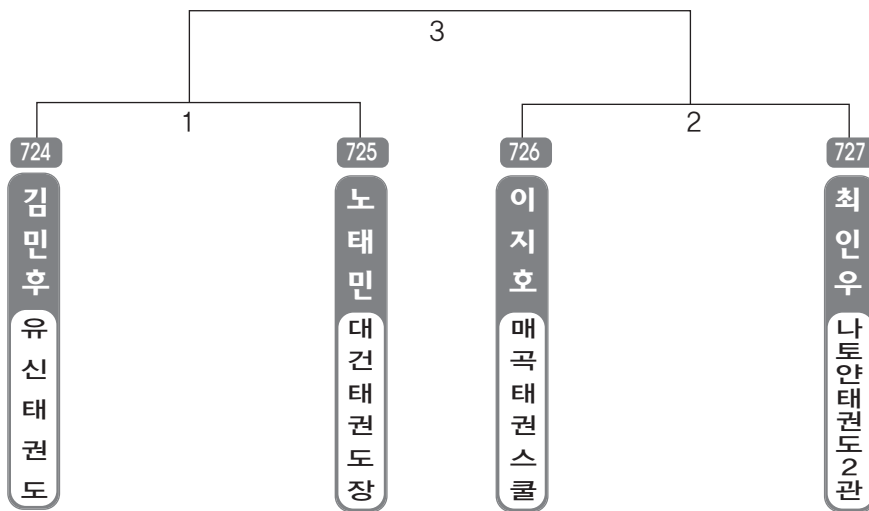 3
1
2
724
725
726
727
김민후
노태민
이지호
최인우
유신태권도
대건태권도장
매곡태권스쿨
나토얀태권도2관